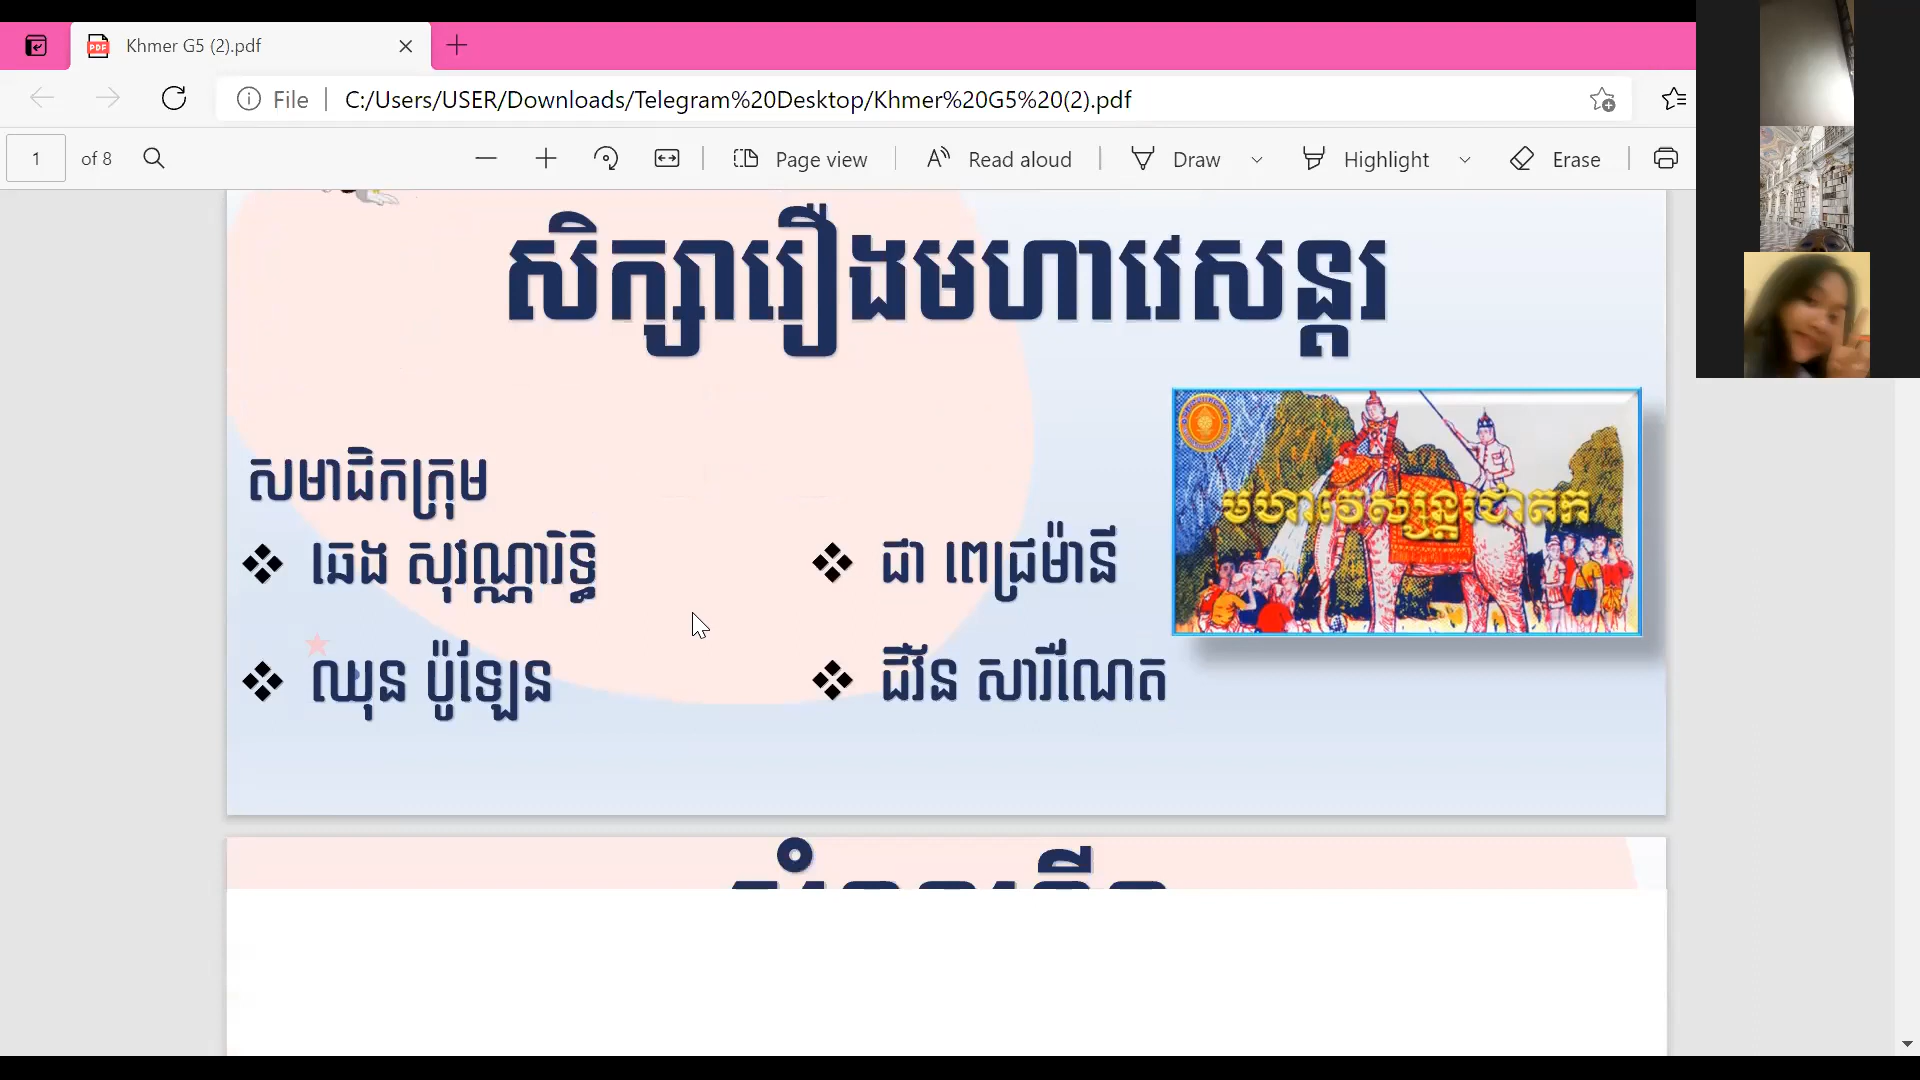 Khmer G5 (2).pdf
File
C:/Users/USER/Downloads/Telegram%20Desktop/Khmer%20G5%20(2).pdf
1 of 8
Page view
Read aloud
Draw
Highlight
Erase
សិក្សារឿងមហាវេសន្តរ
សមាជិកក្រុម
ឆេង សុវណ្ណារិទ្ធិ
ជា ពេជ្រម៉ានី
ឈុន ប៉ូឡែន
ជីវ័ន សារីណែត
មហាវេស្សន្តរជាតក